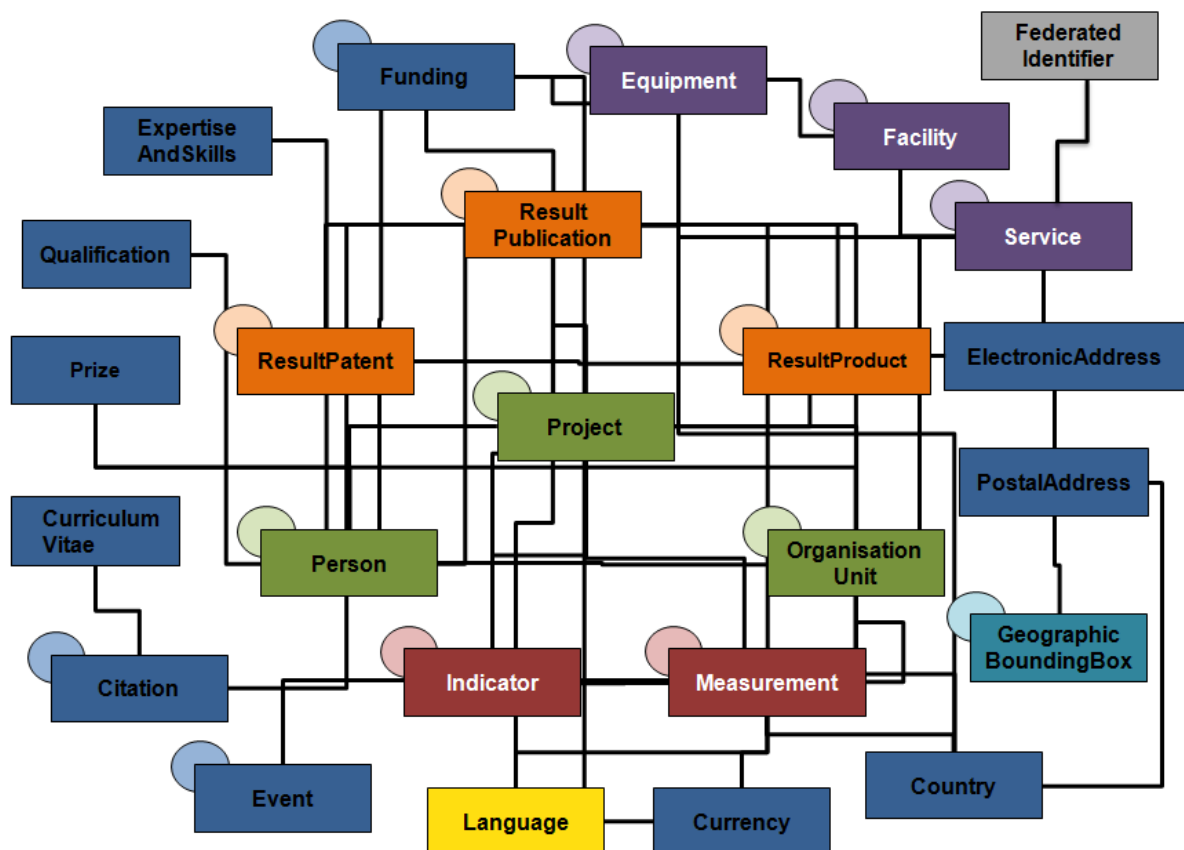 Funding
Equipment
Federated
Identifier
Expertise
AndSkills
Facility
Result
Publication
Qualification
Service
Prize
ResultPatent
ResultProduct
ElectronicAddress
Project
PostalAddress
Curriculum
Vitae
Person
Organisation
Unit
Geographic
BoundingBox
Citation
Indicator
Measurement
Event
Country
Language
Currency